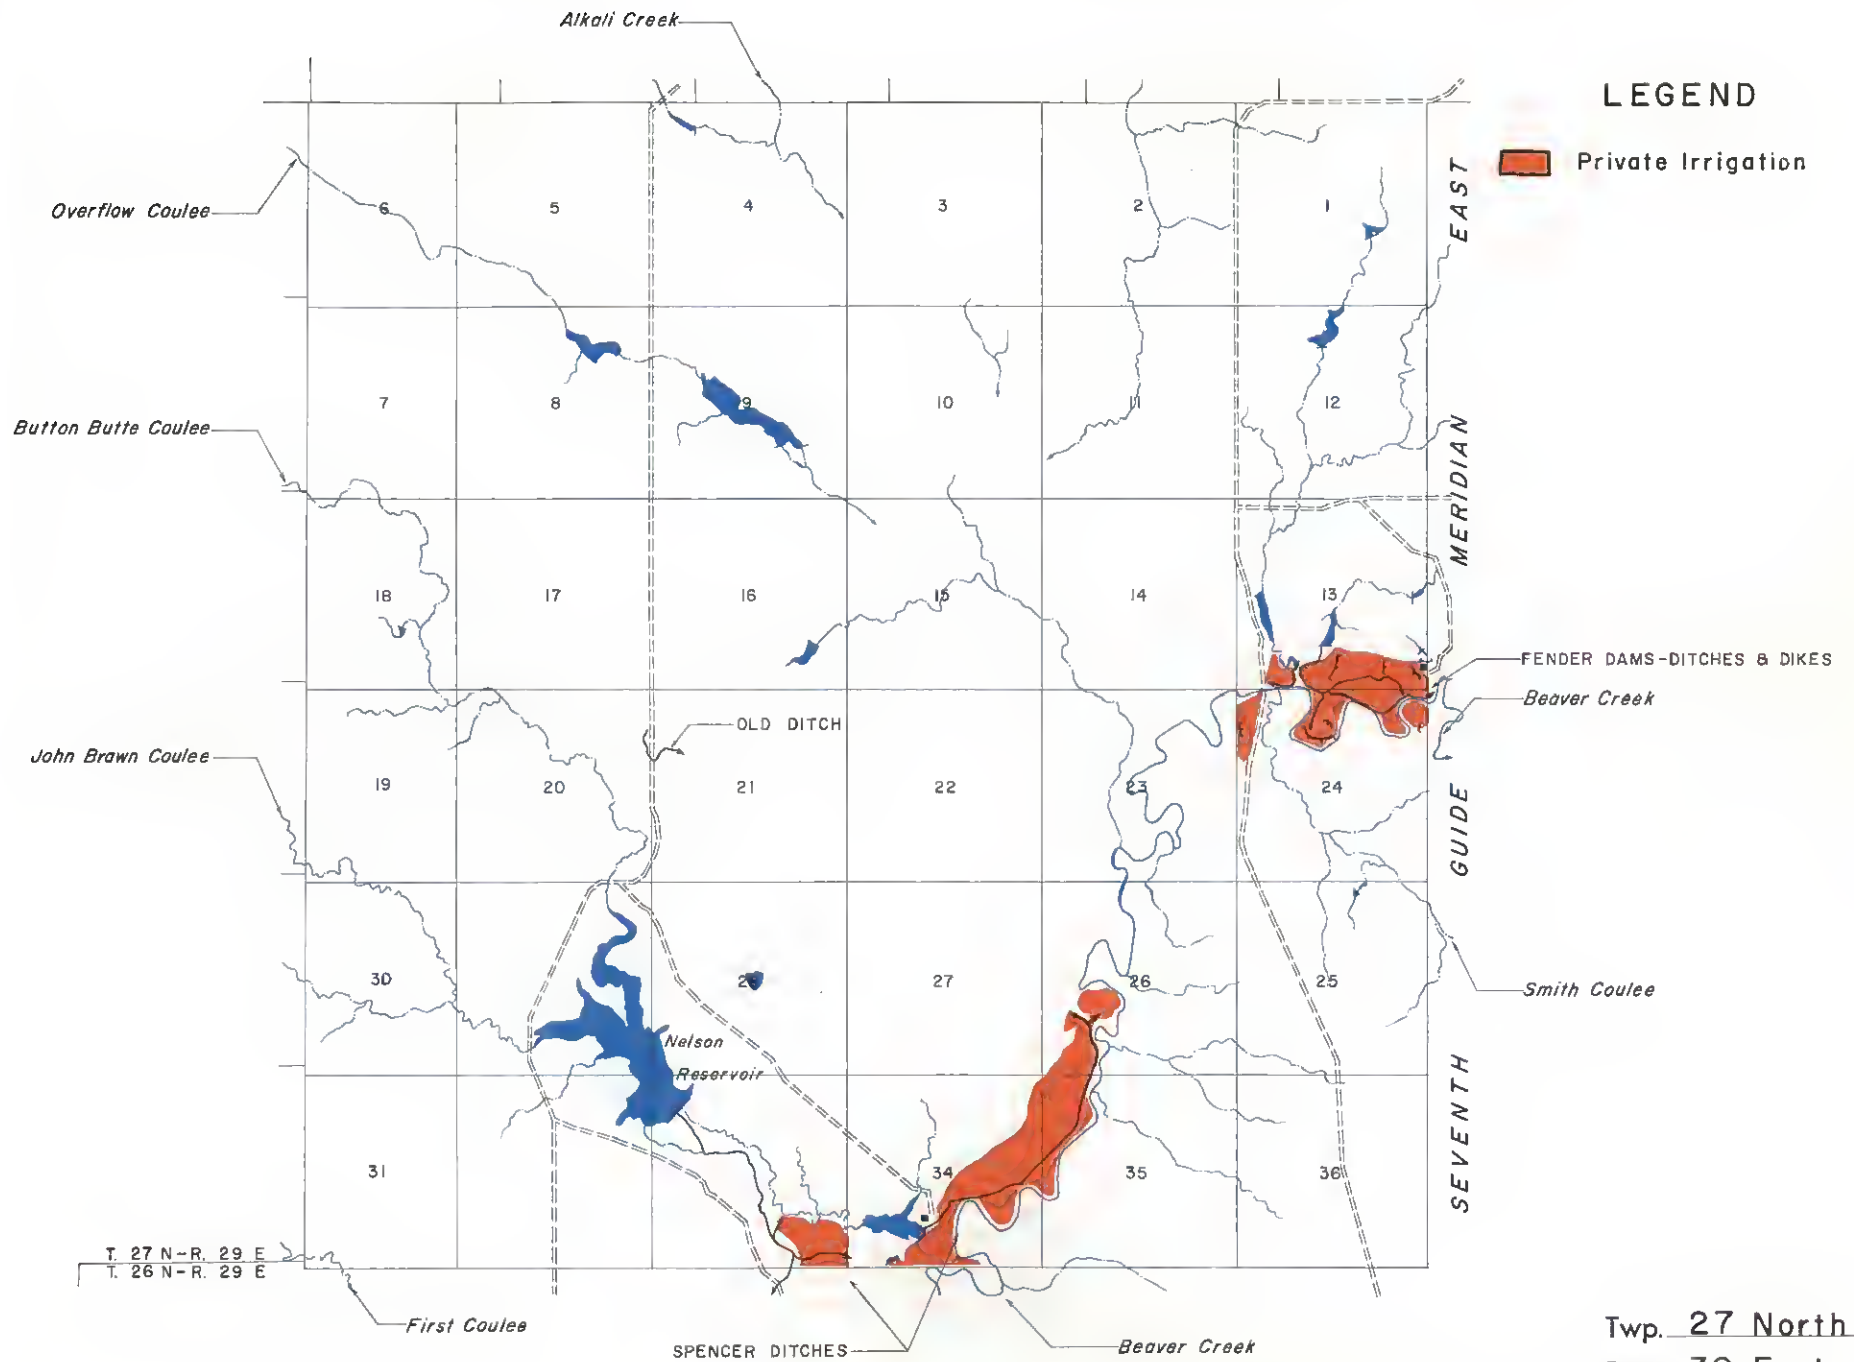 Alkali Creek
LEGEND
Private Irrigation
Overflow Coulee
6 5 4 3 2 1
EAST
7 8 9 10 11 12
Button Butte Coulee
MERIDIAN
18 17 16 15 14 13
FENDER DAMS-DITCHES & DIKES
Beaver Creek
OLD DITCH
John Brown Coulee
19 20 21 22 23 24
GUIDE
30 28 27 26 25
Smith Coulee
Nelson
Reservoir
SEVENTH
31 34 35 36
T. 27 N-R. 29 E
T. 26 N-R. 29 E
First Coulee
SPENCER DITCHES
Beaver Creek
Twp. 27 North